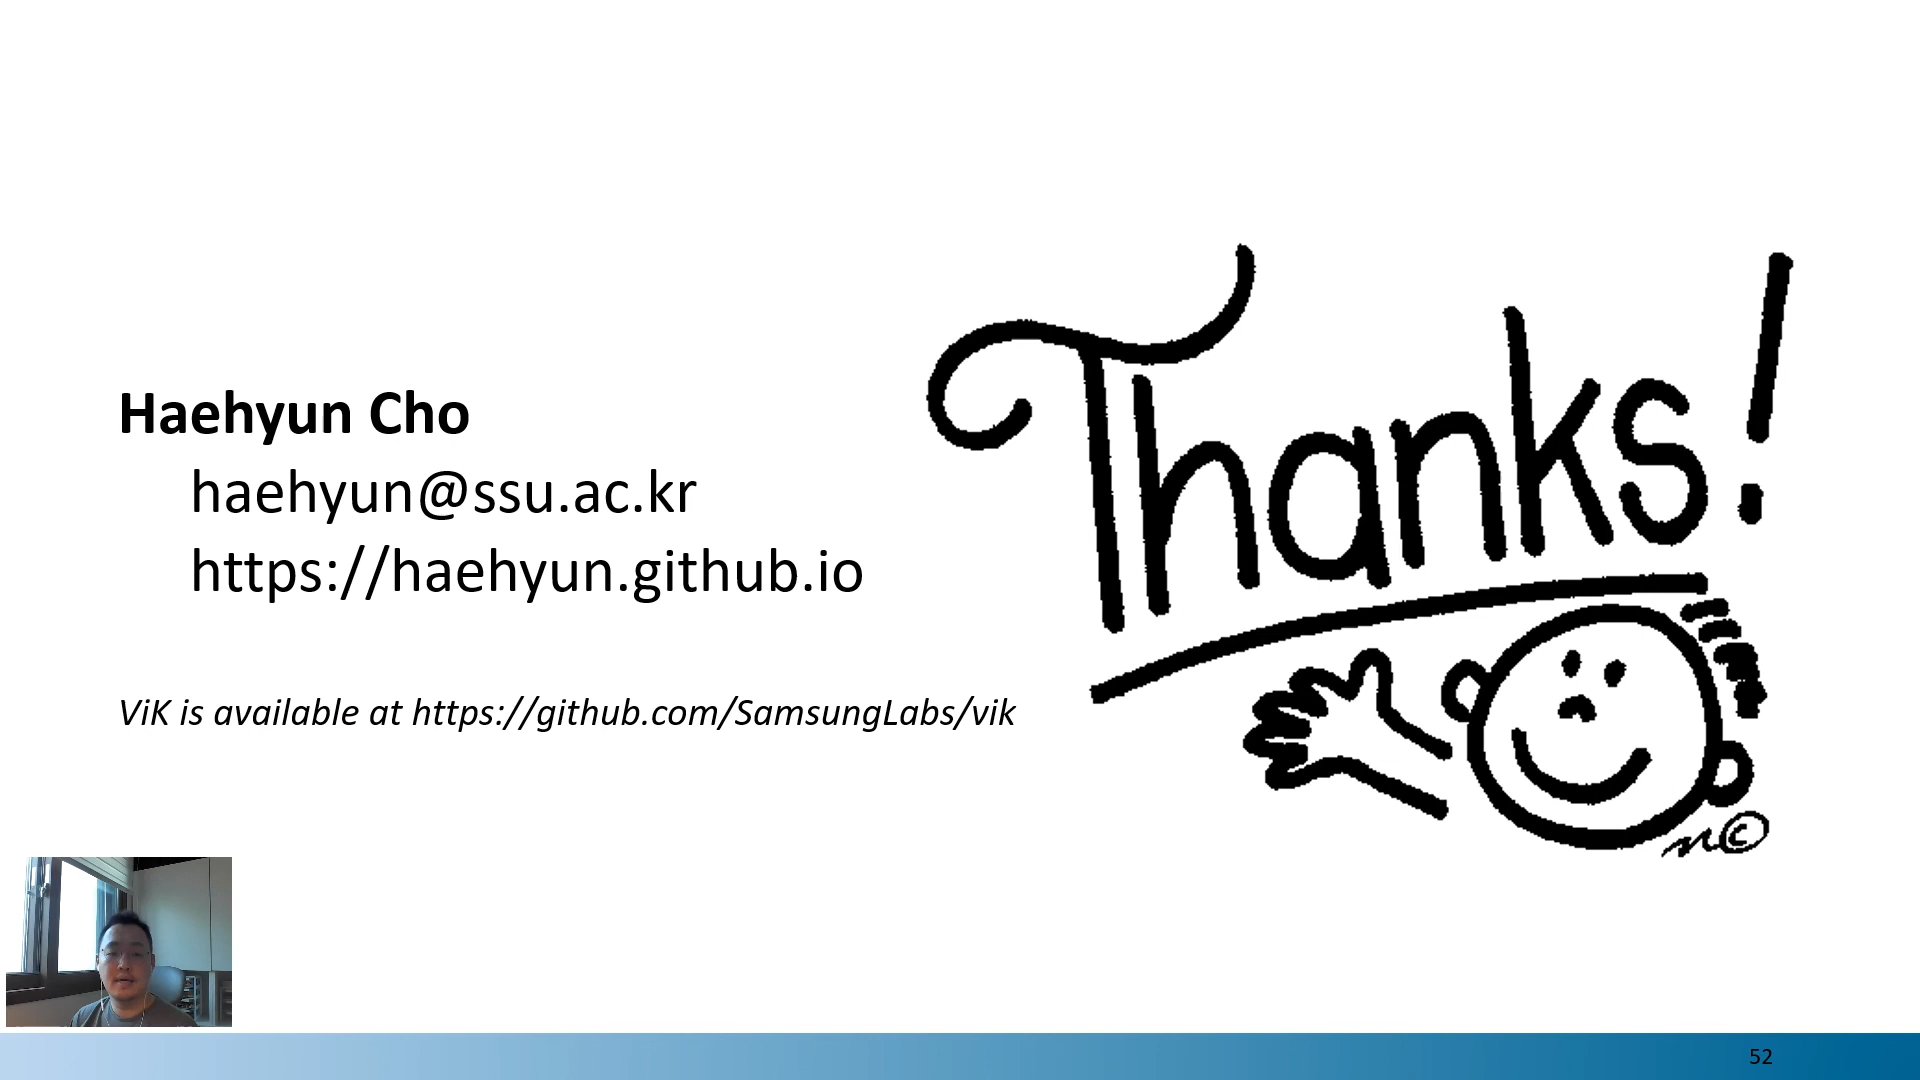 Haehyun Cho
haehyun@ssu.ac.kr
https://haehyun.github.io
ViK is available at https://github.com/SamsungLabs/vik
Thanks!
©
52